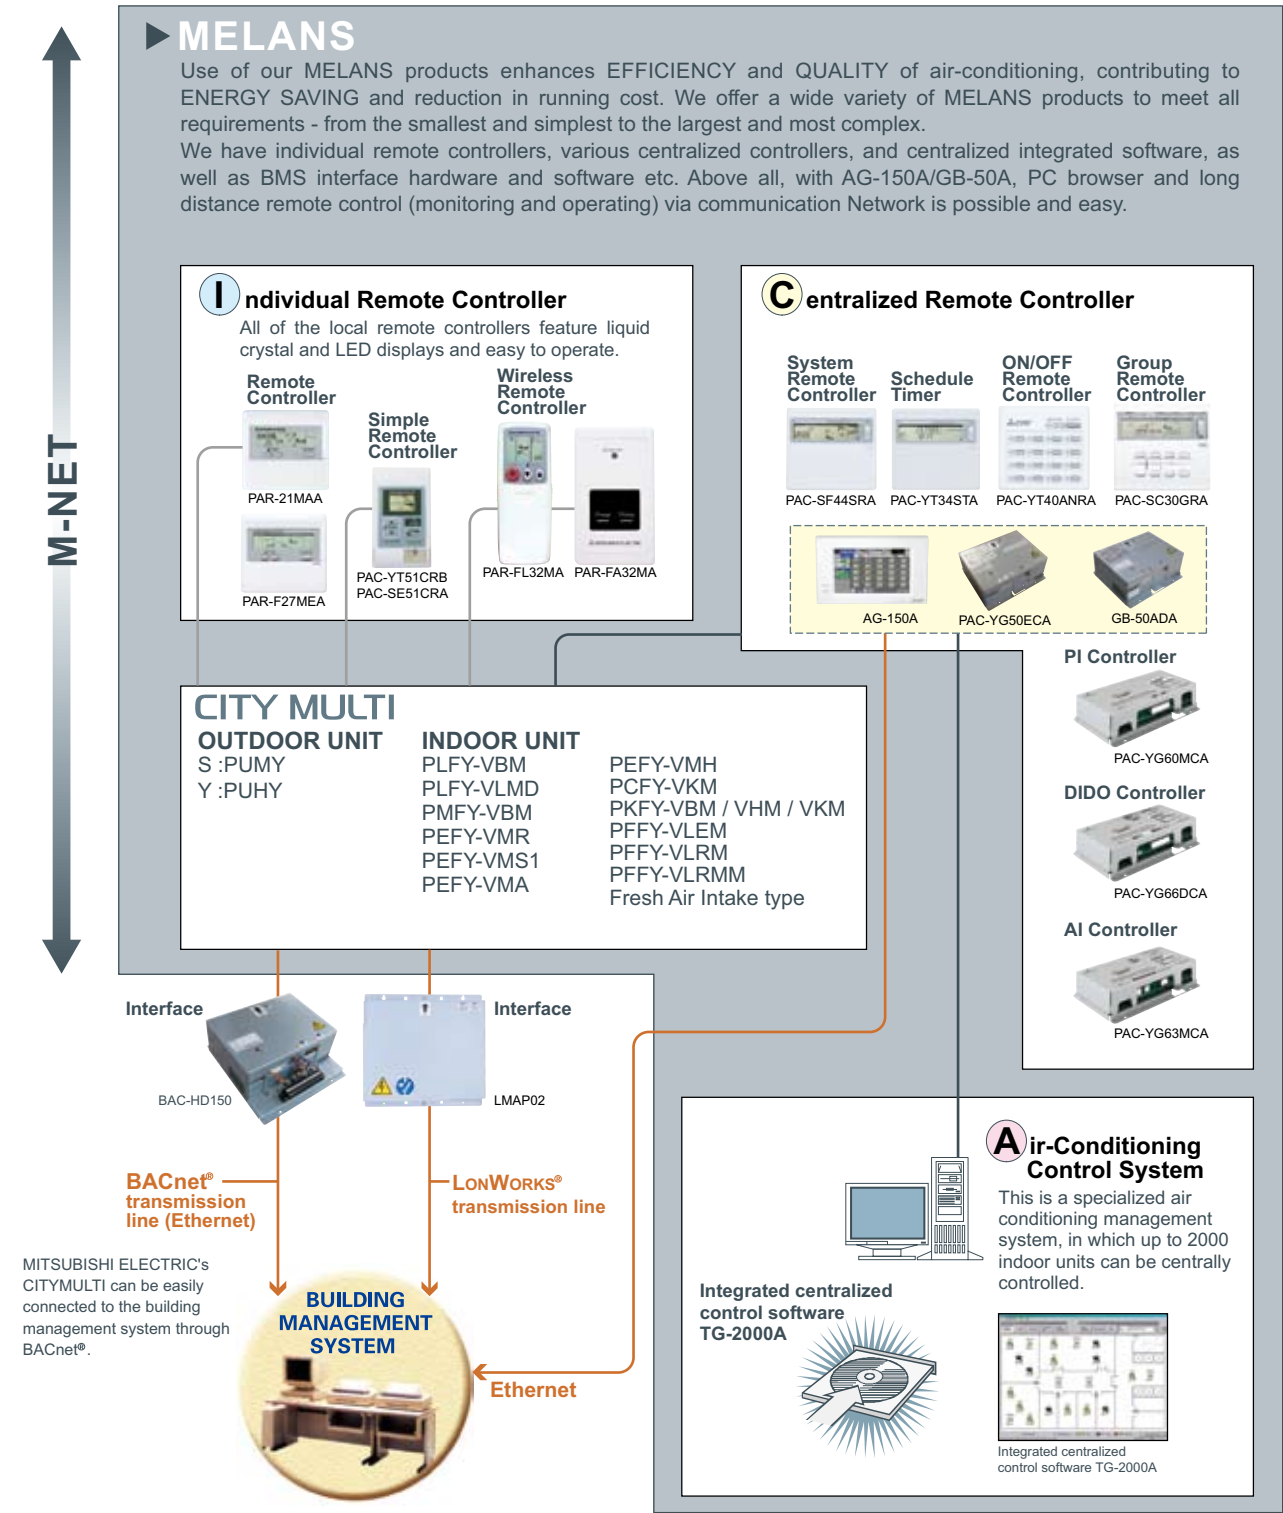 MELANS
Use of our MELANS products enhances EFFICIENCY and QUALITY of air-conditioning, contributing to
ENERGY SAVING and reduction in running cost. We offer a wide variety of MELANS products to meet all
requirements - from the smallest and simplest to the largest and most complex.
We have individual remote controllers, various centralized controllers, and centralized integrated software, as
well as BMS interface hardware and software etc. Above all, with AG-150A/GB-50A, PC browser and long
distance remote control (monitoring and operating) via communication Network is possible and easy.
M-NET
Individual Remote Controller
All of the local remote controllers feature liquid
crystal and LED displays and easy to operate.
Remote
Controller
PAR-21MAA
PAR-F27MEA
Simple
Remote
Controller
PAC-YT51CRB
PAC-SE51CRA
Wireless
Remote
Controller
PAR-FL32MA
PAR-FA32MA
Centralized Remote Controller
System
Remote
Controller
PAC-SF44SRA
Schedule
Timer
PAC-YT34STA
ON/OFF
Remote
Controller
PAC-YT40ANRA
Group
Remote
Controller
PAC-SC30GRA
AG-150A
PAC-YG50ECA
GB-50ADA
PI Controller
PAC-YG60MCA
DIDO Controller
PAC-YG66DCA
AI Controller
PAC-YG63MCA
CITY MULTI
OUTDOOR UNIT
S :PUMY
Y :PUHY
INDOOR UNIT
PLFY-VBM
PLFY-VLMD
PMFY-VBM
PEFY-VMR
PEFY-VMS1
PEFY-VMA
PEFY-VMH
PCFY-VKM
PKFY-VBM / VHM / VKM
PFFY-VLEM
PFFY-VLRM
PFFY-VLRMM
Fresh Air Intake type
Interface
BAC-HD150
Interface
LMAP02
BACnet®
transmission
line (Ethernet)
LONWORKS®
transmission line
MITSUBISHI ELECTRIC's
CITYMULTI can be easily
connected to the building
management system through
BACnet®.
BUILDING
MANAGEMENT
SYSTEM
Ethernet
Air-Conditioning
Control System
This is a specialized air
conditioning management
system, in which up to 2000
indoor units can be centrally
controlled.
Integrated centralized
control software
TG-2000A
Integrated centralized
control software TG-2000A